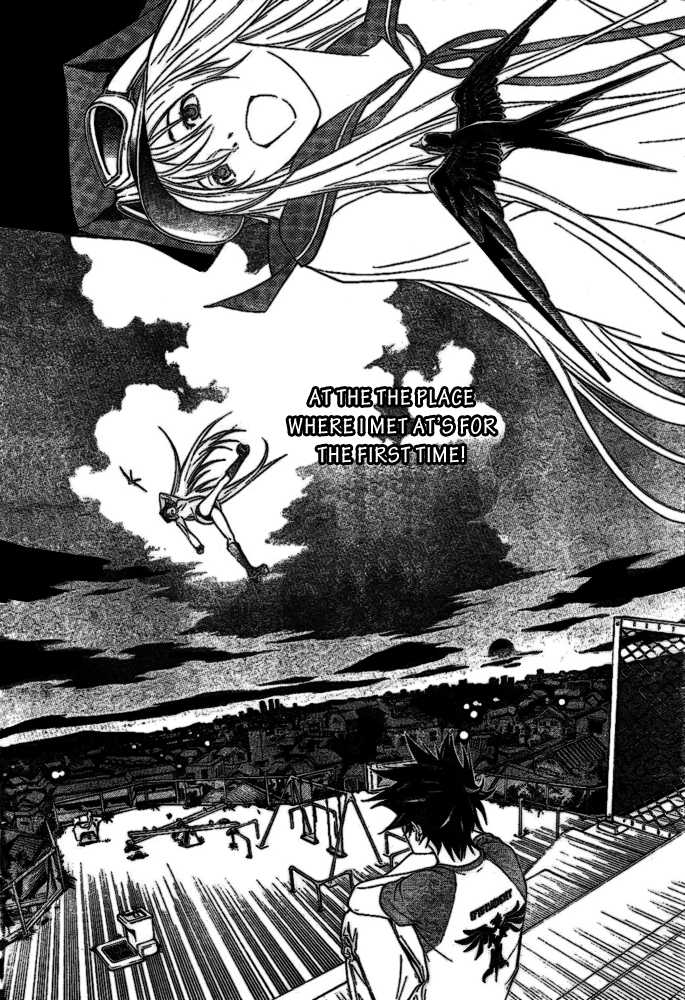 AT THE THE PLACE
WHERE I MET AT'S FOR
THE FIRST TIME!